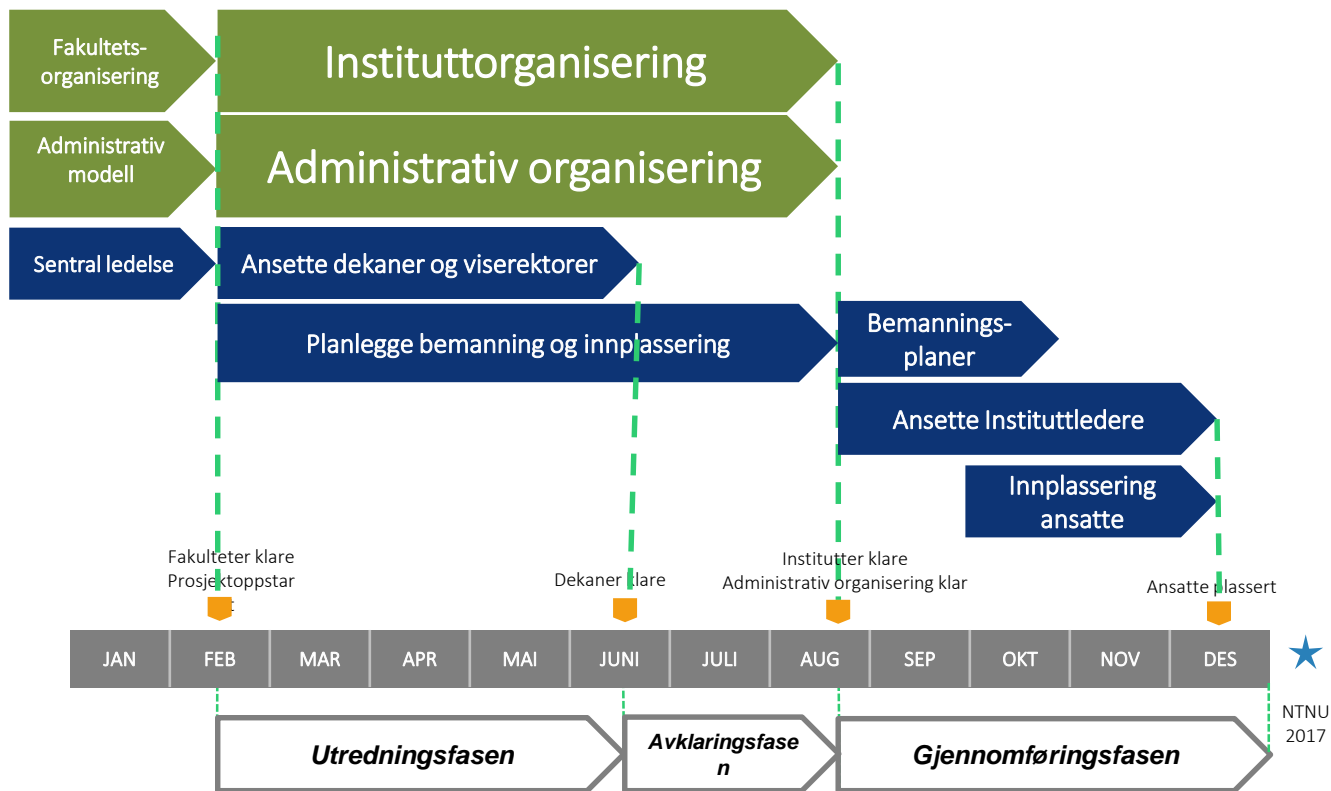 Fakultets-
organisering
Instituttorganisering
Administrativ
modell
Administrativ organisering
Sentral ledelse
Ansette dekaner og viserektorer
Planlegge bemanning og innplassering
Bemannings-
planer
Ansette Instituttledere
Innplassering
ansatte
Fakulteter klare
Prosjektoppstar
t
Dekaner klare
Institutter klare
Administrativ organisering klar
Ansatte plassert
JAN
FEB
MAR
APR
MAI
JUNI
JULI
AUG
SEP
OKT
NOV
DES
NTNU
2017
Utredningsfasen
Avklaringsfase
n
Gjennomføringsfasen